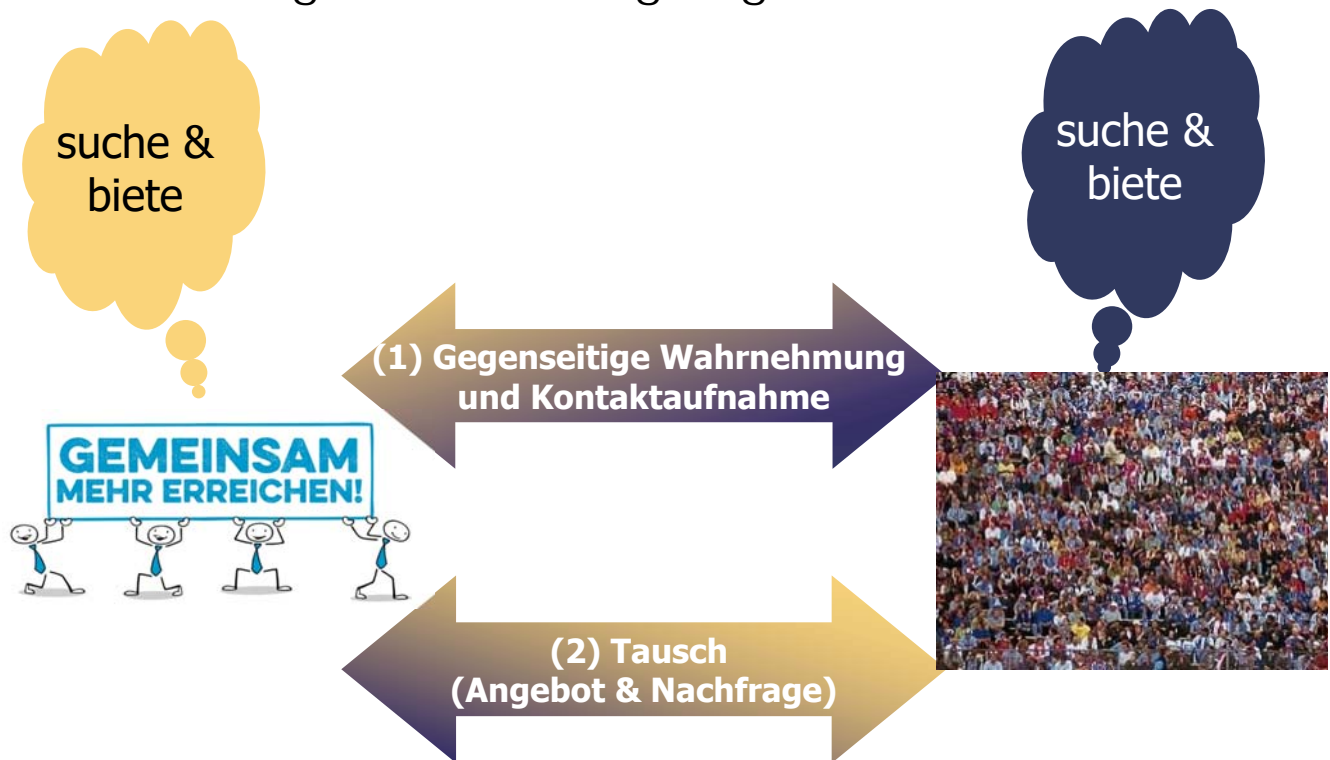 suche &
biete
suche &
biete
(1) Gegenseitige Wahrnehmung
und Kontaktaufnahme
GEMEINSAM
MEHR ERREICHEN!
(2) Tausch
(Angebot & Nachfrage)